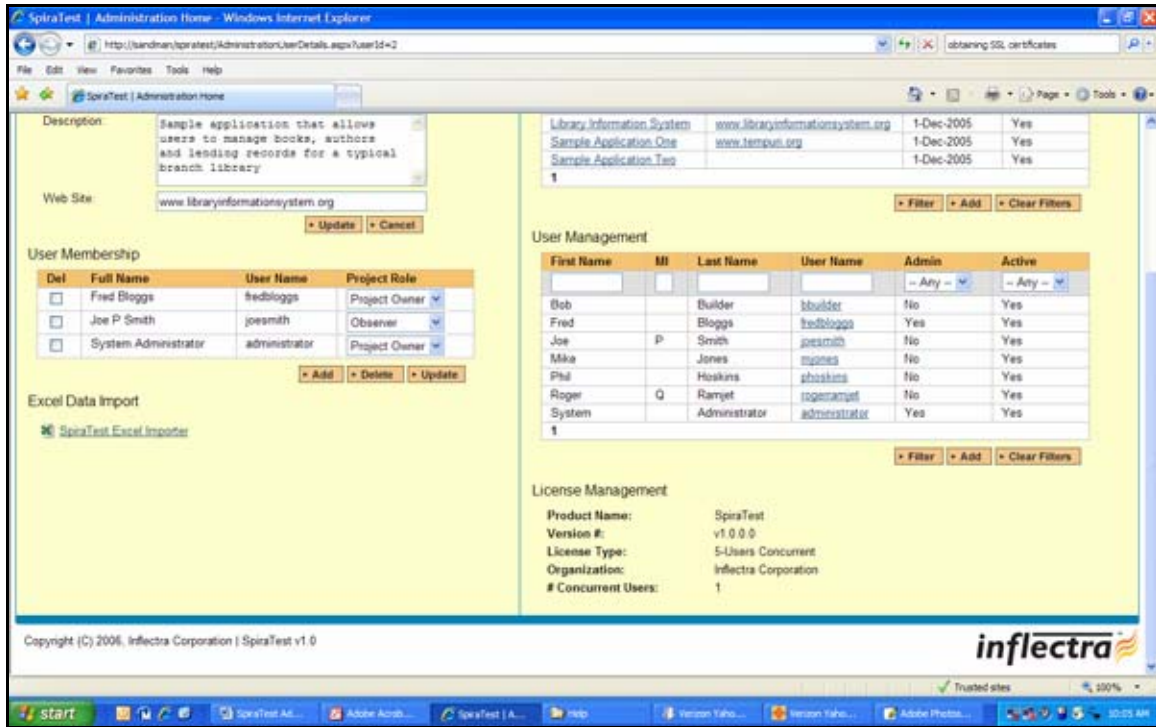 SpiraTest | Administration Home - Windows Internet Explorer
http://sandman/spiratest/AdministrationUserDetails.aspx?userId=2
obtaining SSL certificates
File Edit View Favorites Tools Help
SpiraTest | Administration Home
Page Tools
Description:
Sample application that allows
users to manage books, authors
and lending records for a typical
branch library
Web Site:
www.libraryinformationsystem.org
Update Cancel
User Membership
Del Full Name User Name Project Role
Fred Bloggs fredbloggs Project Owner
Joe P Smith joesmith Observer
System Administrator administrator Project Owner
Add Delete Update
Excel Data Import
SpiraTest Excel Importer
Library Information System www.libraryinformationsystem.org 1-Dec-2005 Yes
Sample Application One www.tempuri.org 1-Dec-2005 Yes
Sample Application Two 1-Dec-2005 Yes
1
Filter Add Clear Filters
User Management
First Name MI Last Name User Name Admin Active
-- Any -- -- Any --
Bob Builder bbuilder No Yes
Fred Bloggs fredbloggs Yes Yes
Joe P Smith joesmith No Yes
Mike Jones mjones No Yes
Phil Hoskins phoskins No Yes
Roger Q Ramjet rogerramjet No Yes
System Administrator administrator Yes Yes
1
Filter Add Clear Filters
License Management
Product Name: SpiraTest
Version #: v1.0.0.0
License Type: 5-Users Concurrent
Organization: Inflectra Corporation
# Concurrent Users: 1
Copyright (C) 2006, Inflectra Corporation | SpiraTest v1.0
inflectra
Trusted sites 100%
start
SpiraTest Ad...
Adobe Acrob...
SpiraTest | A...
Help
Verizon Yaho...
Verizon Yaho...
Adobe Photos...
10:05 AM